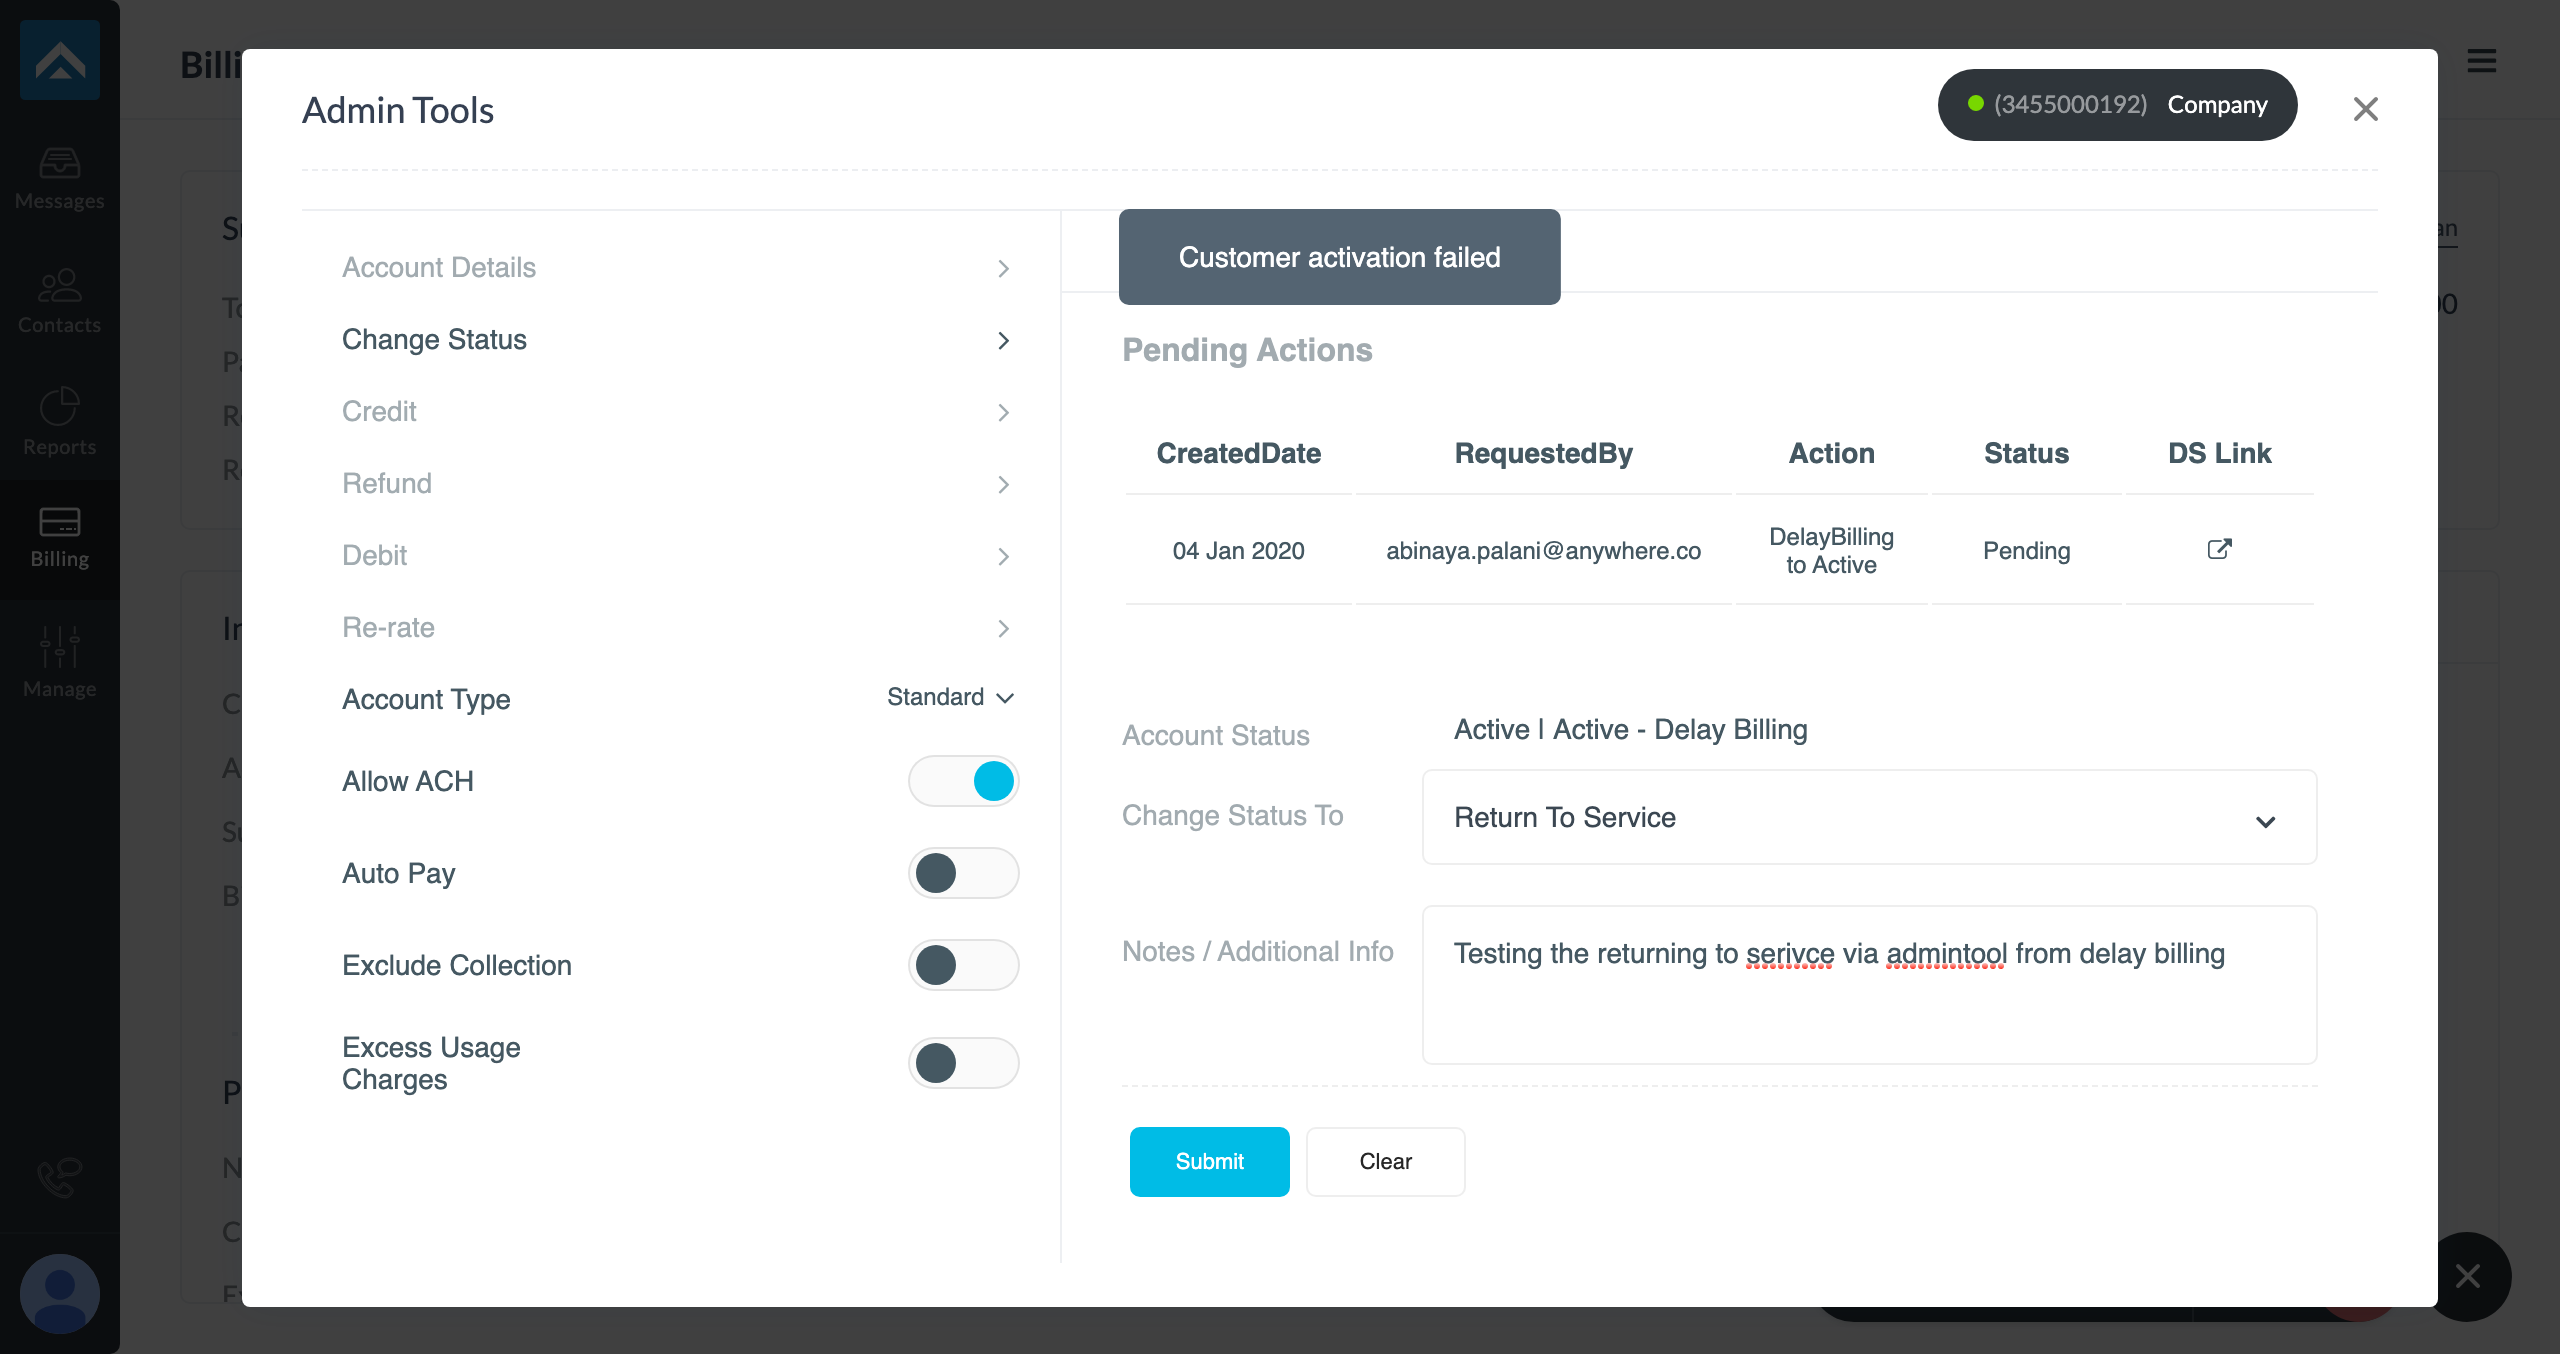 Billi
Admin Tools
(3455000192) Company
Messages
Contacts
Reports
Billing
Manage
Account Details
Change Status
Credit
Refund
Debit
Re-rate
Account Type
Standard
Allow ACH
Auto Pay
Exclude Collection
Excess Usage
Charges
Customer activation failed
Pending Actions
CreatedDate RequestedBy Action Status DS Link
04 Jan 2020 abinaya.palani@anywhere.co DelayBilling Pending
to Active
Account Status
Active | Active - Delay Billing
Change Status To
Return To Service
Notes / Additional Info
Testing the returning to serivce via admintool from delay billing
Submit
Clear